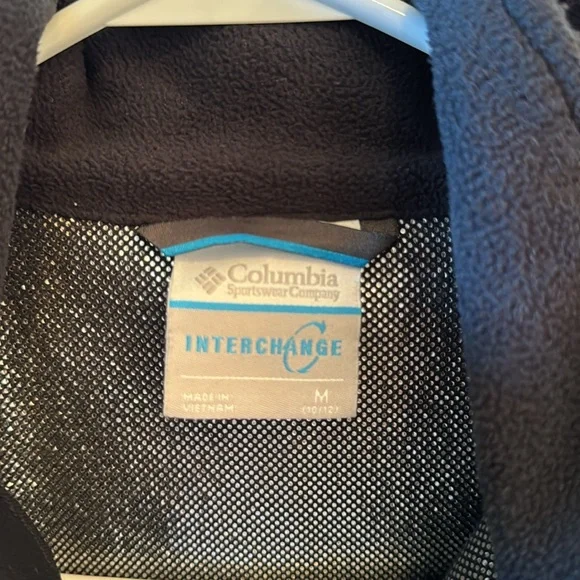 Columbia
Sportswear Company
INTERCHANGE
MADE IN
VIETNAM
M
(10/12)